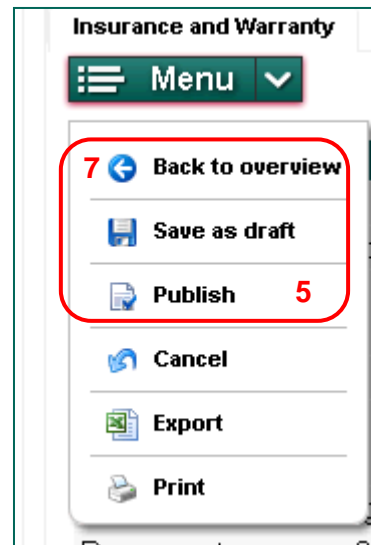 Insurance and Warranty
Menu
7 Back to overview
Save as draft
Publish 5
Cancel
Export
Print